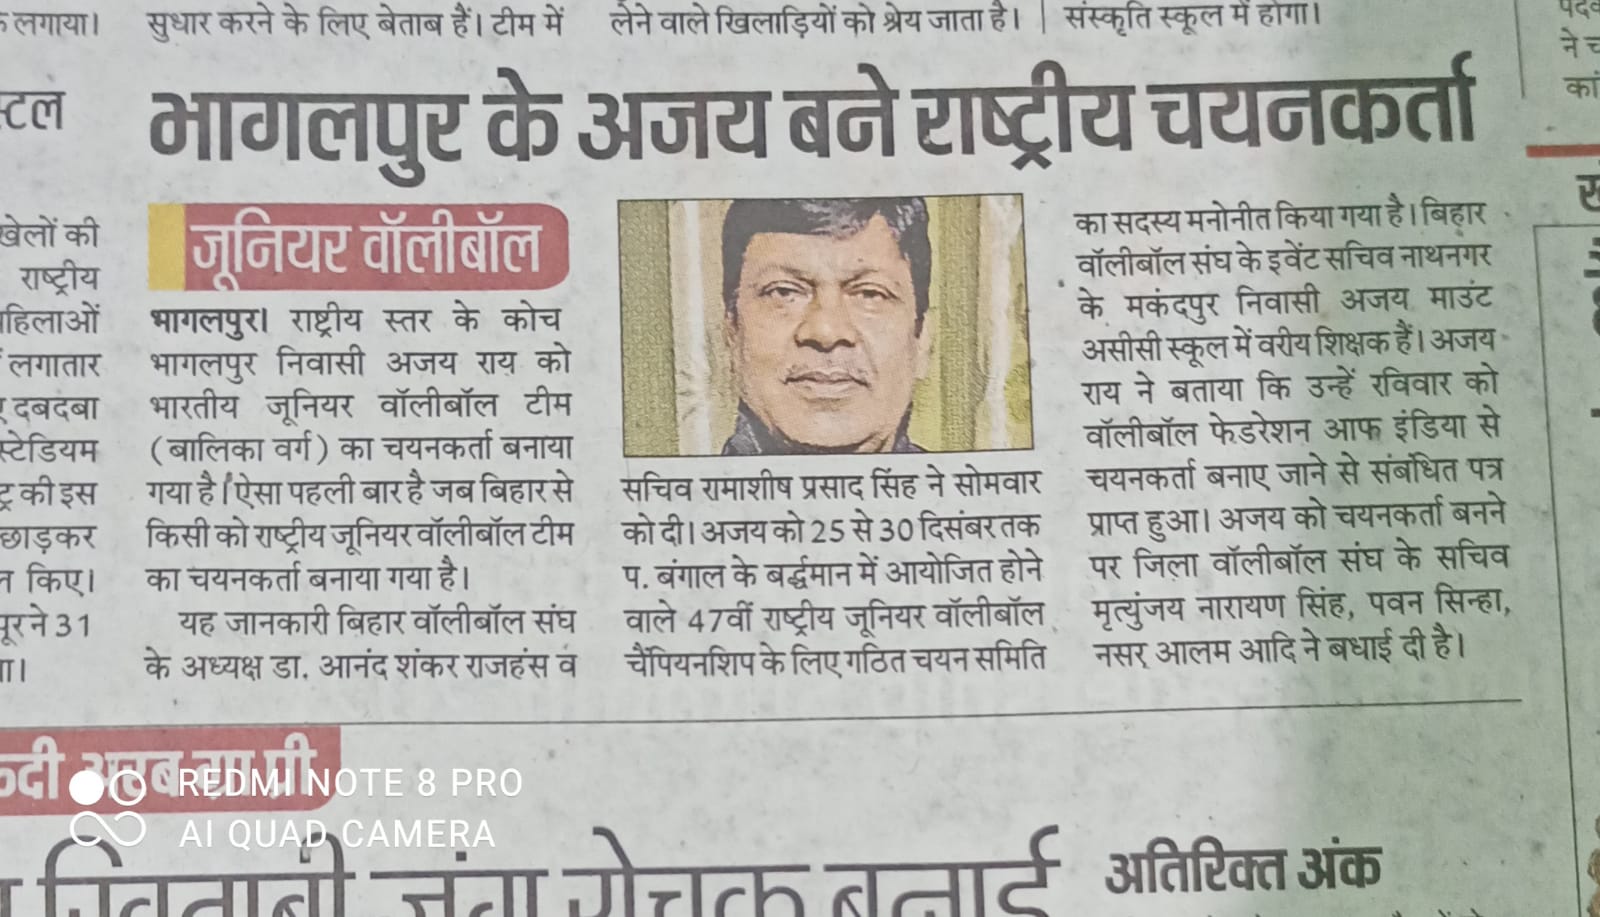 लगाया।
सुधार करने के लिए बेताब हैं। टीम में
लेने वाले खिलाड़ियों को श्रेय जाता है।
संस्कृति स्कूल में होगा।
ने
भागलपुर के अजय बने राष्ट्रीय चयनकर्ता
खेलों की
राष्ट्रीय
लगातार
दबदबा
स्टेडियम
की इस
छोड़कर
किए।
ने 31
जूनियर वॉलीबॉल
भागलपुर। राष्ट्रीय स्तर के कोच
भागलपुर निवासी अजय राय को
भारतीय जूनियर वॉलीबॉल टीम
(बालिका वर्ग) का चयनकर्ता बनाया
गया है। ऐसा पहली बार है जब बिहार से
किसी को राष्ट्रीय जूनियर वॉलीबॉल टीम
का चयनकर्ता बनाया गया है।
यह जानकारी बिहार वॉलीबॉल संघ
के अध्यक्ष डा. आनंद शंकर राजहंस व
सचिव रामाशीष प्रसाद सिंह ने सोमवार
को दी। अजय को 25 से 30 दिसंबर तक
प. बंगाल के बर्द्धमान में आयोजित होने
वाले 47वीं राष्ट्रीय जूनियर वॉलीबॉल
चैंपियनशिप के लिए गठित चयन समिति
का सदस्य मनोनीत किया गया है। बिहार
वॉलीबॉल संघ के इवेंट सचिव नाथनगर
के मकंदपुर निवासी अजय माउंट
असीसी स्कूल में वरीय शिक्षक हैं। अजय
राय ने बताया कि उन्हें रविवार को
वॉलीबॉल फेडरेशन आफ इंडिया से
चयनकर्ता बनाए जाने से संबंधित पत्र
प्राप्त हुआ। अजय को चयनकर्ता बनने
पर जिला वॉलीबॉल संघ के सचिव
मृत्युंजय नारायण सिंह, पवन सिन्हा,
नसर आलम आदि ने बधाई दी है।
REDMI NOTE 8 PRO
AI QUAD CAMERA
अतिरिक्त अंक